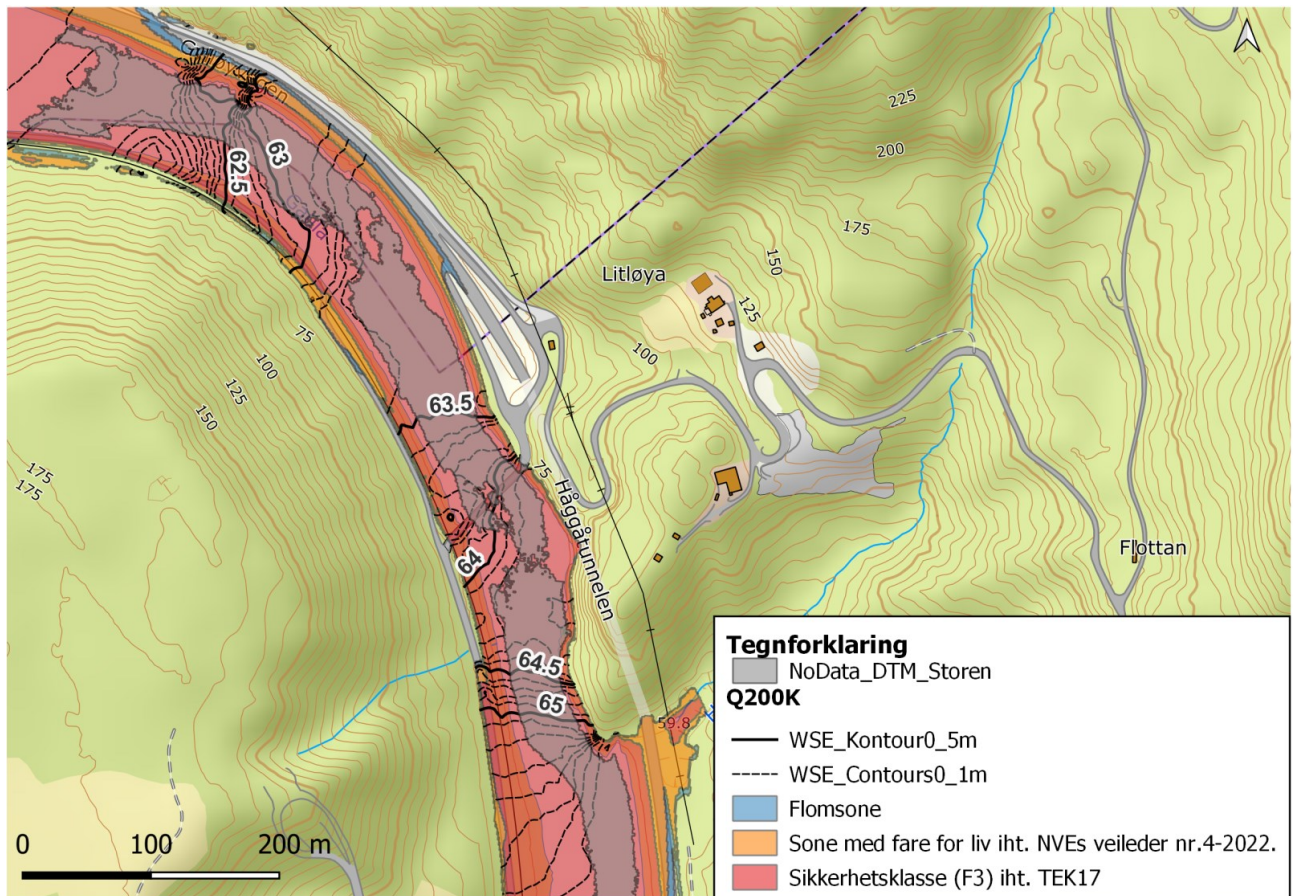 225
200
175
150
125
100
Litløya
63
62.5
75
100
125
150
175
175
63.5
75
Håggåtunnelen
64
64.5
65
59.8
Flottan
0 100 200 m
Tegnforklaring
NoData_DTM_Storen
Q200K
WSE_Kontour0_5m
WSE_Contours0_1m
Flomsone
Sone med fare for liv iht. NVEs veileder nr.4-2022.
Sikkerhetsklasse (F3) iht. TEK17